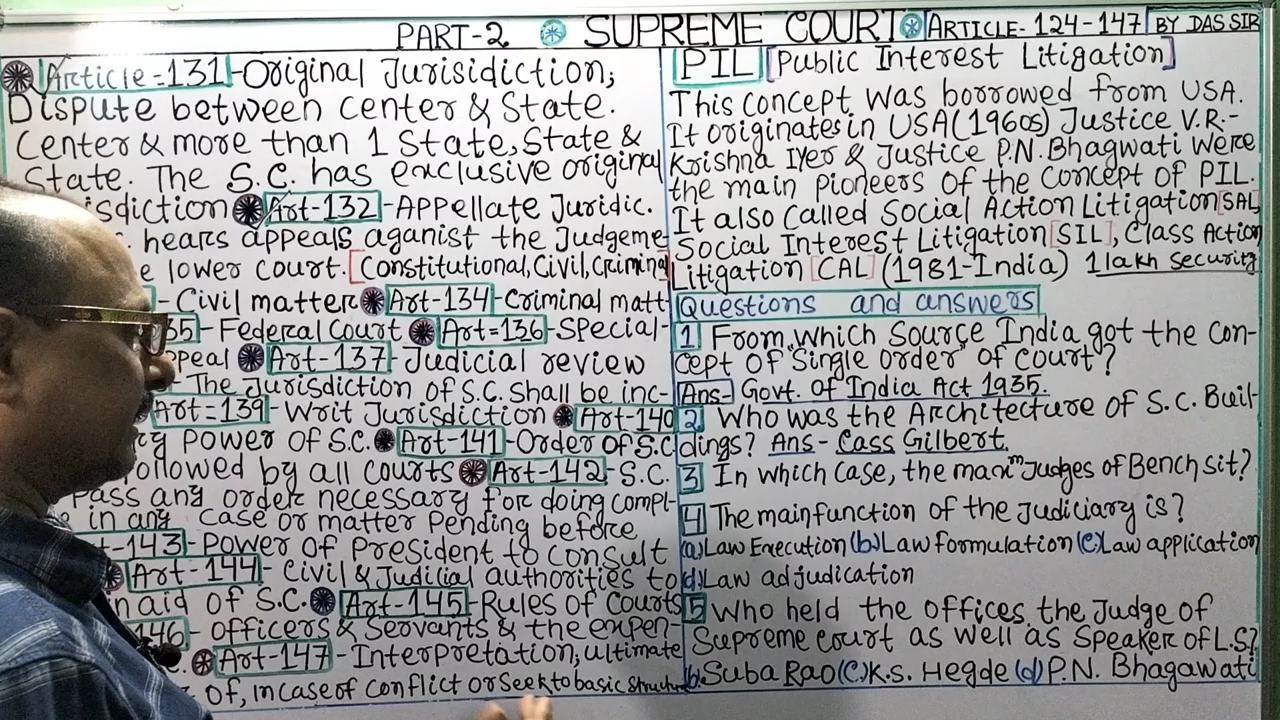 PART-2 SUPREME COURT ARTICLE-124-147 BY DAS SIR
Article=131-Original Jurisidiction,
Dispute between center & State.
Center & more than 1 State, State &
State. The S.C. has exclusive original
isdiction Art-132-Appellate Juridic.
hears appeals aganist the Judgeme
e lower court. [Constitutional, Civil, Criminal]
-Civil matter Art-134-Criminal matt-
35-Federal Court Art=136-Special-
ppeal Art-137-Judicial review
-The Jurisdiction of S.C. Shall be inc-
Art=139-Writ Jurisdiction Art-140
ry power of S.C. Art-141-Order of S.C
ollowed by all courts Art-142-S.C.
Pass any order necessary for doing compl-
e in any case or matter Pending before
t-143-Power of President to consult
Art-144-Civil & Judicial authorities to
n aid of S.C. Art-145-Rules of Courts
146-officers & Servants & the expen-
Art-147-Interpretation, ultimate
of, in case of conflict or seek to basic structure
PIL [Public Interest Litigation]
This concept was borrowed from USA.
It originates in USA (1960s) Justice V.R.-
Krishna Iyer & Justice P.N. Bhagwati were
the main pioneers of the concept of PIL.
It also called Social Action Litigation [SAL,
Social Interest Litigation [SIL], Class Action
Litigation [CAL] (1981-India) 1 lakh security
Questions and answers
1 From which Source India got the con-
cept of "Single order" of court?
Ans- Govt. of India Act 1935.
2 Who was the Architecture of S.C. Buil-
dings? Ans- Cass Gilbert.
3 In which case, the maxm Judges of Bench sit?
4 The main function of the Judiciary is?
(a) Law Execution (b) Law formulation (c) Law application
(d) Law adjudication
5 Who held the offices the Judge of
Supreme court as well as Speaker of L.S?
(b. Suba Rao (C) K.S. Hegde (d) P.N. Bhagawati